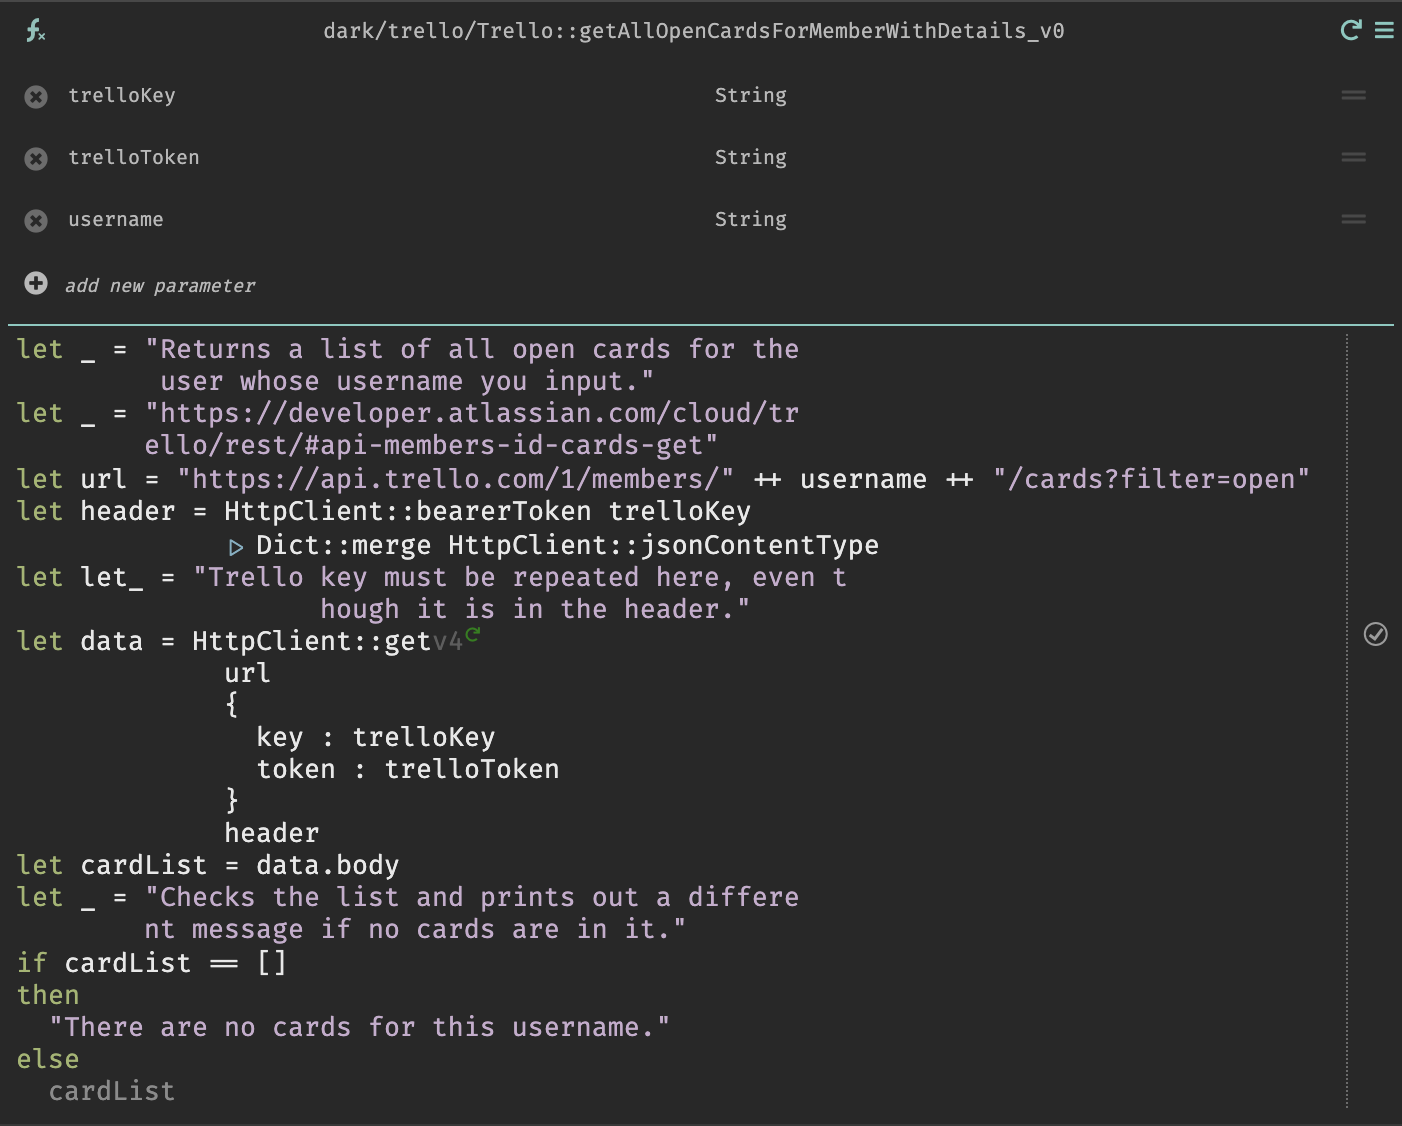 dark/trello/Trello::getAllOpenCardsForMemberWithDetails_v0
trelloKey String
trelloToken String
username String
add new parameter
let _ = "Returns a list of all open cards for the
user whose username you input."
let _ = "https://developer.atlassian.com/cloud/tr
ello/rest/#api-members-id-cards-get"
let url = "https://api.trello.com/1/members/" ++ username ++ "/cards?filter=open"
let header = HttpClient::bearerToken trelloKey
▷ Dict::merge HttpClient::jsonContentType
let let_ = "Trello key must be repeated here, even t
hough it is in the header."
let data = HttpClient::getv4
url
{
key : trelloKey
token : trelloToken
}
header
let cardList = data.body
let _ = "Checks the list and prints out a differe
nt message if no cards are in it."
if cardList == []
then
"There are no cards for this username."
else
cardList